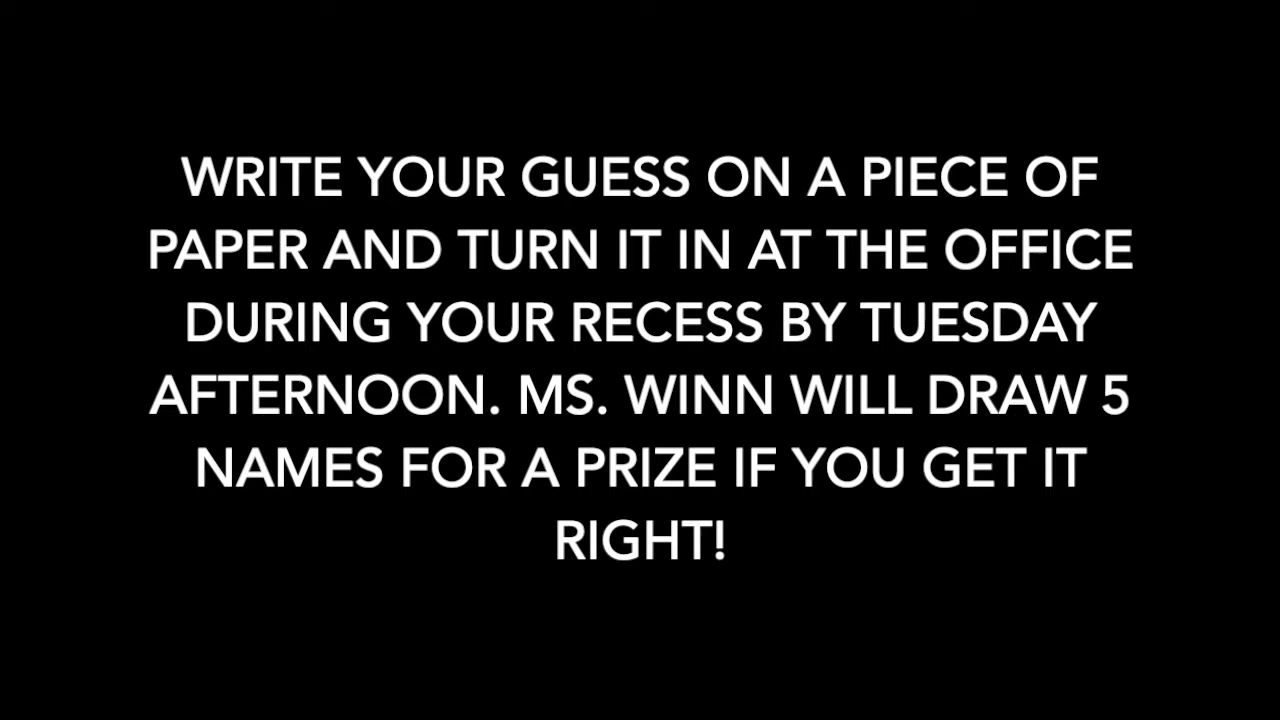 WRITE YOUR GUESS ON A PIECE OF
PAPER AND TURN IT IN AT THE OFFICE
DURING YOUR RECESS BY TUESDAY
AFTERNOON. MS. WINN WILL DRAW 5
NAMES FOR A PRIZE IF YOU GET IT
RIGHT!